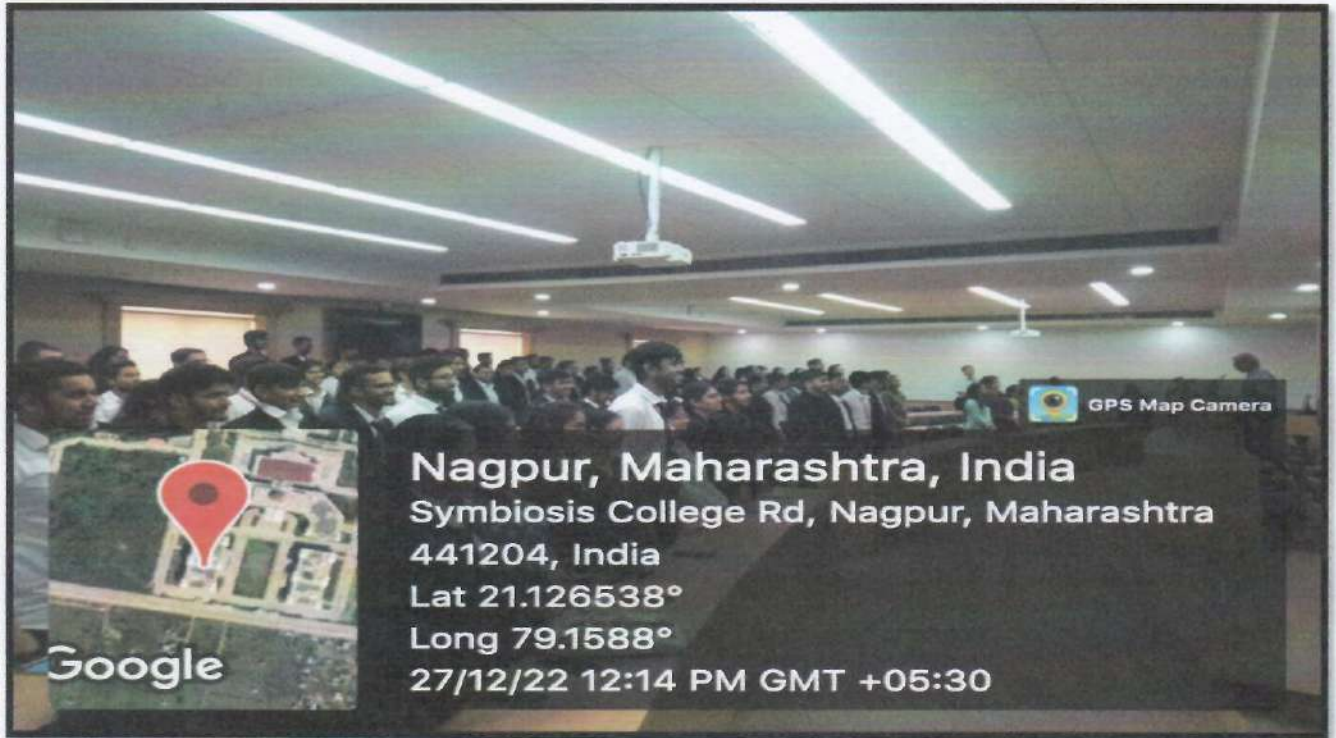 GPS Map Camera
Nagpur, Maharashtra, India
Symbiosis College Rd, Nagpur, Maharashtra
441204, India
Lat 21.126538°
Long 79.1588°
27/12/22 12:14 PM GMT +05:30
Google